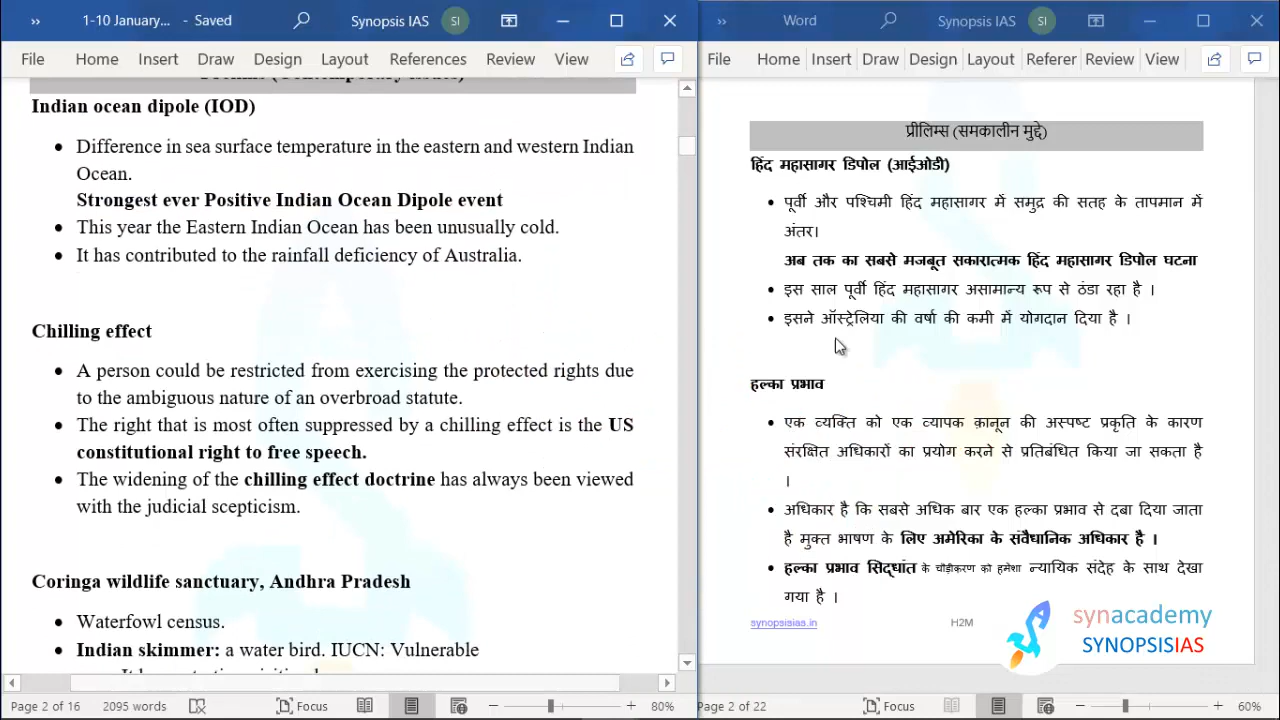 1-10 January... - Saved
Synopsis IAS
SI
File Home Insert Draw Design Layout References Review View
Indian ocean dipole (IOD)
• Difference in sea surface temperature in the eastern and western Indian
Ocean.
Strongest ever Positive Indian Ocean Dipole event
• This year the Eastern Indian Ocean has been unusually cold.
• It has contributed to the rainfall deficiency of Australia.
Chilling effect
• A person could be restricted from exercising the protected rights due
to the ambiguous nature of an overbroad statute.
• The right that is most often suppressed by a chilling effect is the US
constitutional right to free speech.
• The widening of the chilling effect doctrine has always been viewed
with the judicial scepticism.
Coringa wildlife sanctuary, Andhra Pradesh
• Waterfowl census.
• Indian skimmer: a water bird. IUCN: Vulnerable
Page 2 of 16 2095 words Focus 80%
Word
Synopsis IAS
SI
File Home Insert Draw Design Layout Referer Review View
प्रीलिम्स (समकालीन मुद्दे)
हिंद महासागर डिपोल (आईओडी)
• पूर्वी और पश्चिमी हिंद महासागर में समुद्र की सतह के तापमान में
अंतर।
अब तक का सबसे मजबूत सकारात्मक हिंद महासागर डिपोल घटना
• इस साल पूर्वी हिंद महासागर असामान्य रूप से ठंडा रहा है ।
• इसने ऑस्ट्रेलिया की वर्षा की कमी में योगदान दिया है ।
हल्का प्रभाव
• एक व्यक्ति को एक व्यापक क़ानून की अस्पष्ट प्रकृति के कारण
संरक्षित अधिकारों का प्रयोग करने से प्रतिबंधित किया जा सकता है
।
• अधिकार है कि सबसे अधिक बार एक हल्का प्रभाव से दबा दिया जाता
है मुक्त भाषण के लिए अमेरिका के संवैधानिक अधिकार है ।
• हल्का प्रभाव सिद्धांत के चौड़ीकरण को हमेशा न्यायिक संदेह के साथ देखा
गया है ।
synopsisias.in H2M
synacademy
SYNOPSISIAS
Page 2 of 22 Focus 60%